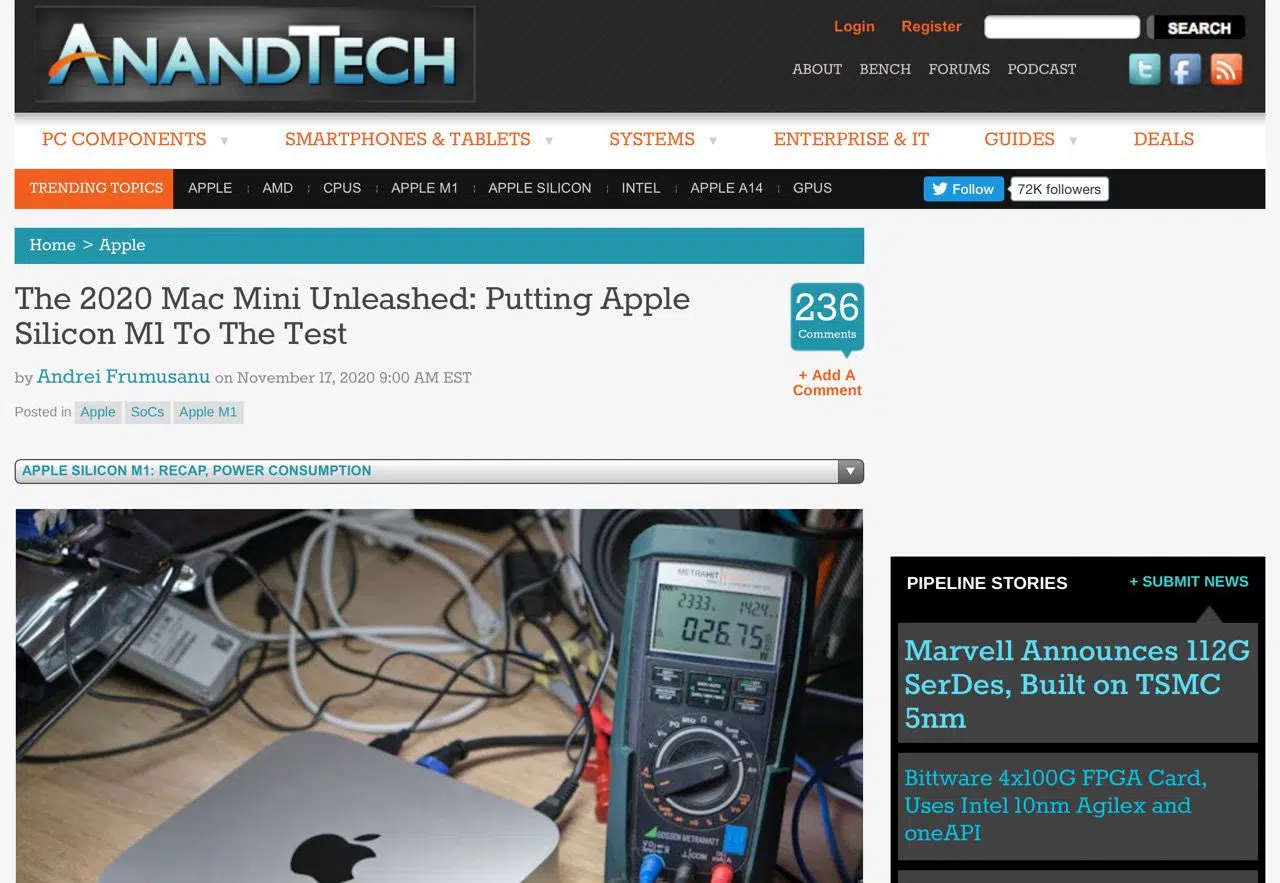 ANANDTECH
Login Register SEARCH
ABOUT BENCH FORUMS PODCAST
PC COMPONENTS SMARTPHONES & TABLETS SYSTEMS ENTERPRISE & IT GUIDES DEALS
TRENDING TOPICS APPLE AMD CPUS APPLE M1 APPLE SILICON INTEL APPLE A14 GPUS Follow 72K followers
Home > Apple
The 2020 Mac Mini Unleashed: Putting Apple
Silicon M1 To The Test
236
Comments
+ Add A
Comment
by Andrei Frumusanu on November 17, 2020 9:00 AM EST
Posted in Apple SoCs Apple M1
APPLE SILICON M1: RECAP, POWER CONSUMPTION
METRAHIT
233.3
026.75
W
GOSSEN METRAWATT
COM
PIPELINE STORIES + SUBMIT NEWS
Marvell Announces 112G
SerDes, Built on TSMC
5nm
Bittware 4x100G FPGA Card,
Uses Intel 10nm Agilex and
oneAPI